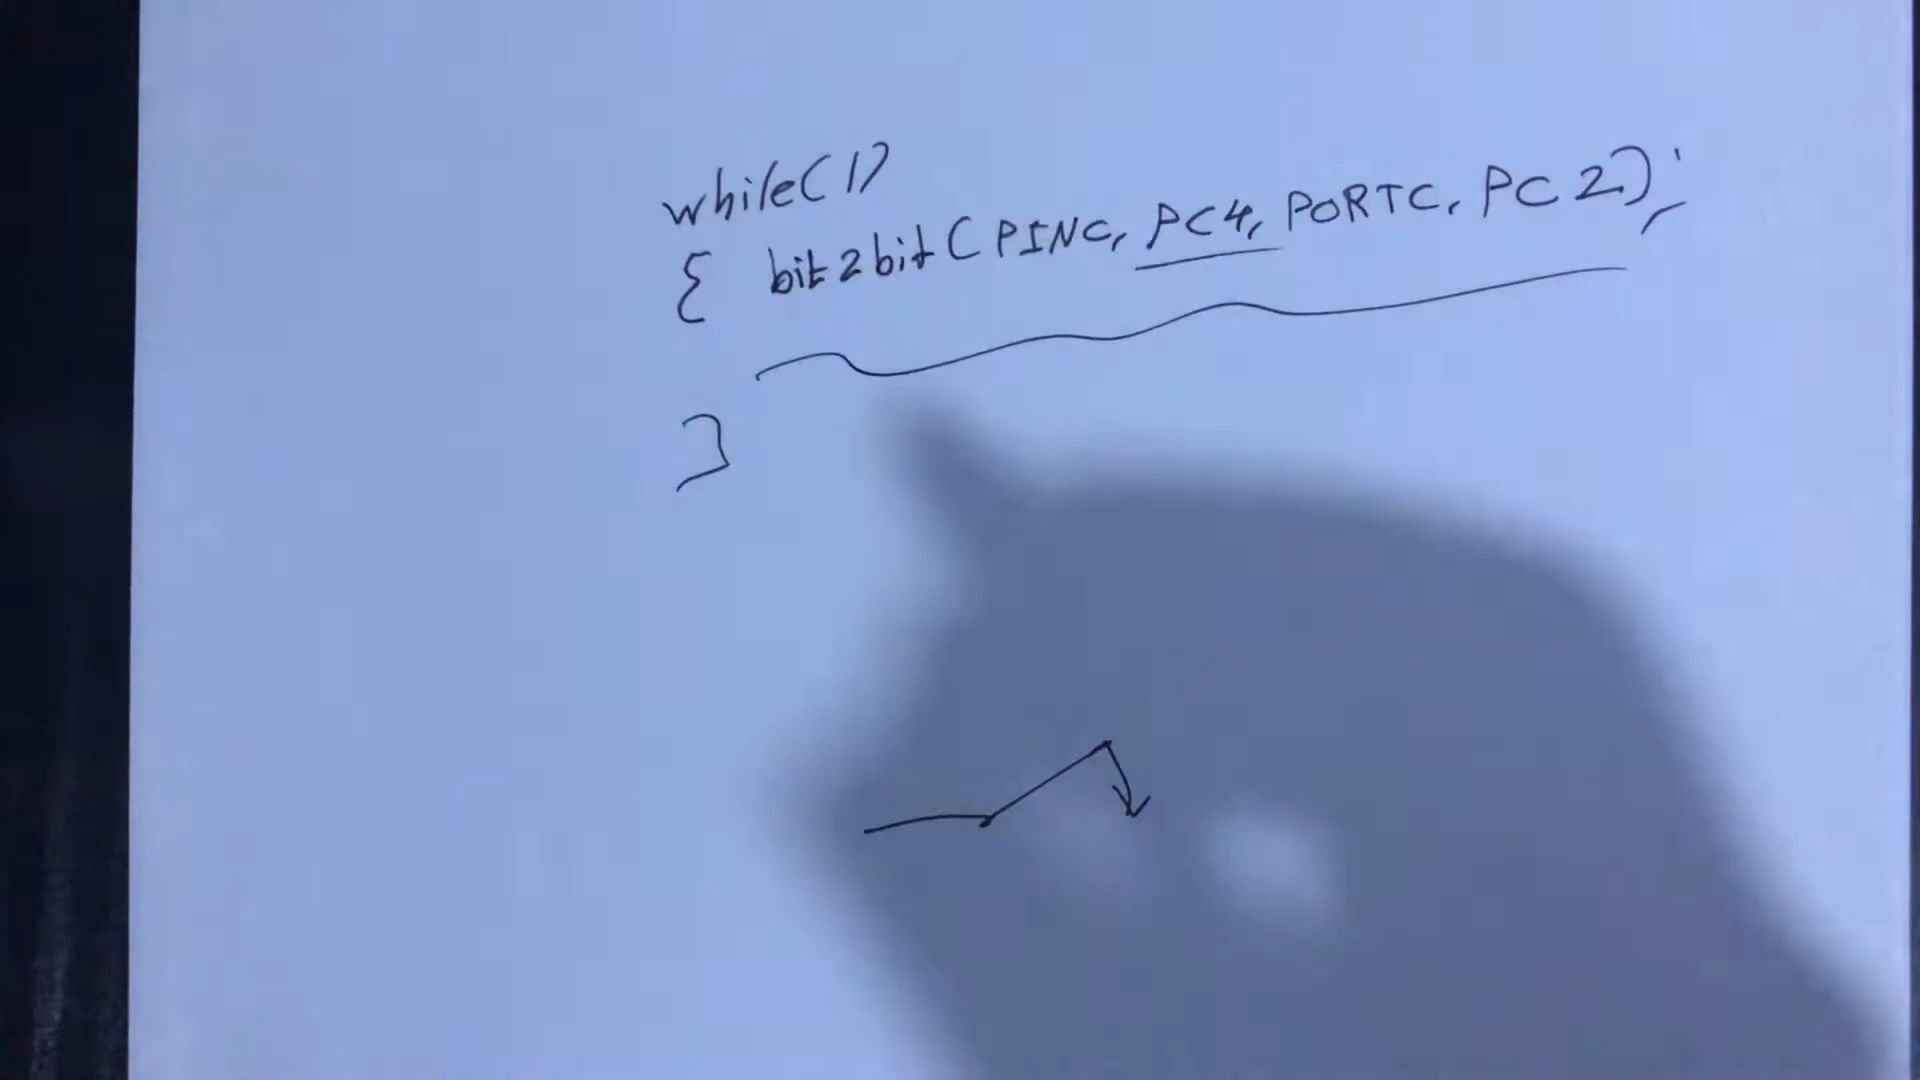 while(1)
{ bit2bit(PINC, PC4, PORTC, PC2);
}